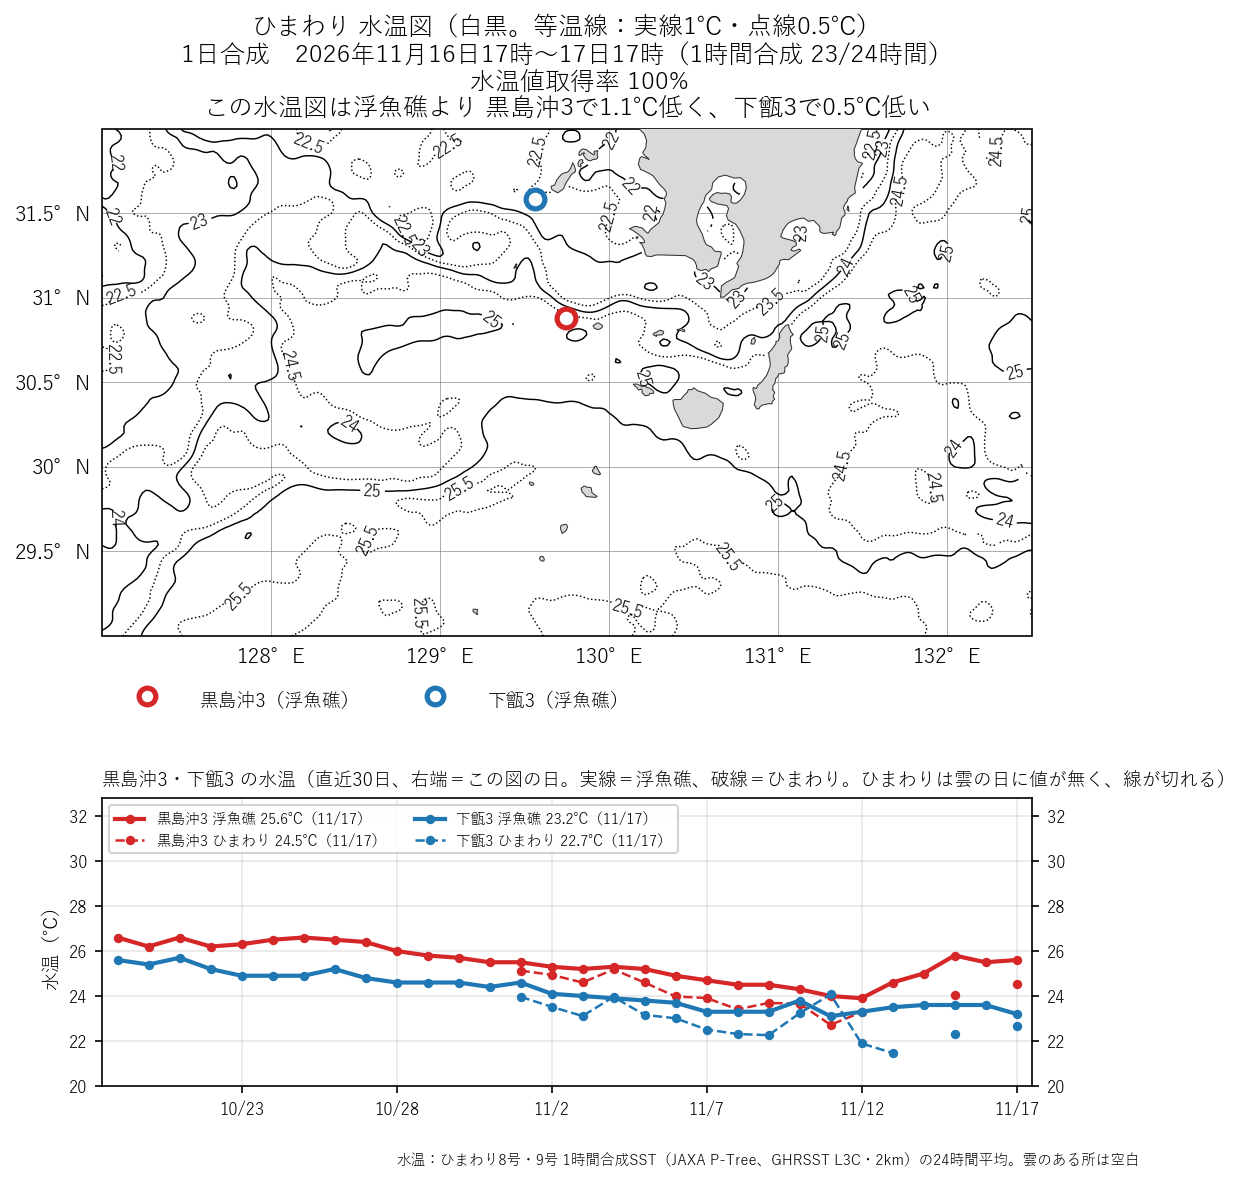 ひまわり 水温図（白黒。等温線：実線1℃・点線0.5℃）
1日合成　2026年11月16日17時～17日17時（1時間合成 23/24時間）
水温値取得率 100%
この水温図は浮魚礁より 黒島沖3で1.1℃低く、下甑3で0.5℃低い
31.5° N
31° N
30.5° N
30° N
29.5° N
128° E
129° E
130° E
131° E
132° E
黒島沖3（浮魚礁）
下甑3（浮魚礁）
黒島沖3・下甑3 の水温（直近30日、右端＝この図の日。実線＝浮魚礁、破線＝ひまわり。ひまわりは雲の日に値が無く、線が切れる）
黒島沖3 浮魚礁 25.6℃（11/17）
黒島沖3 ひまわり 24.5℃（11/17）
下甑3 浮魚礁 23.2℃（11/17）
下甑3 ひまわり 22.7℃（11/17）
水温（℃）
32
30
28
26
24
22
20
32
30
28
26
24
22
20
10/23
10/28
11/2
11/7
11/12
11/17
水温：ひまわり8号・9号 1時間合成SST（JAXA P-Tree、GHRSST L3C・2km）の24時間平均。雲のある所は空白